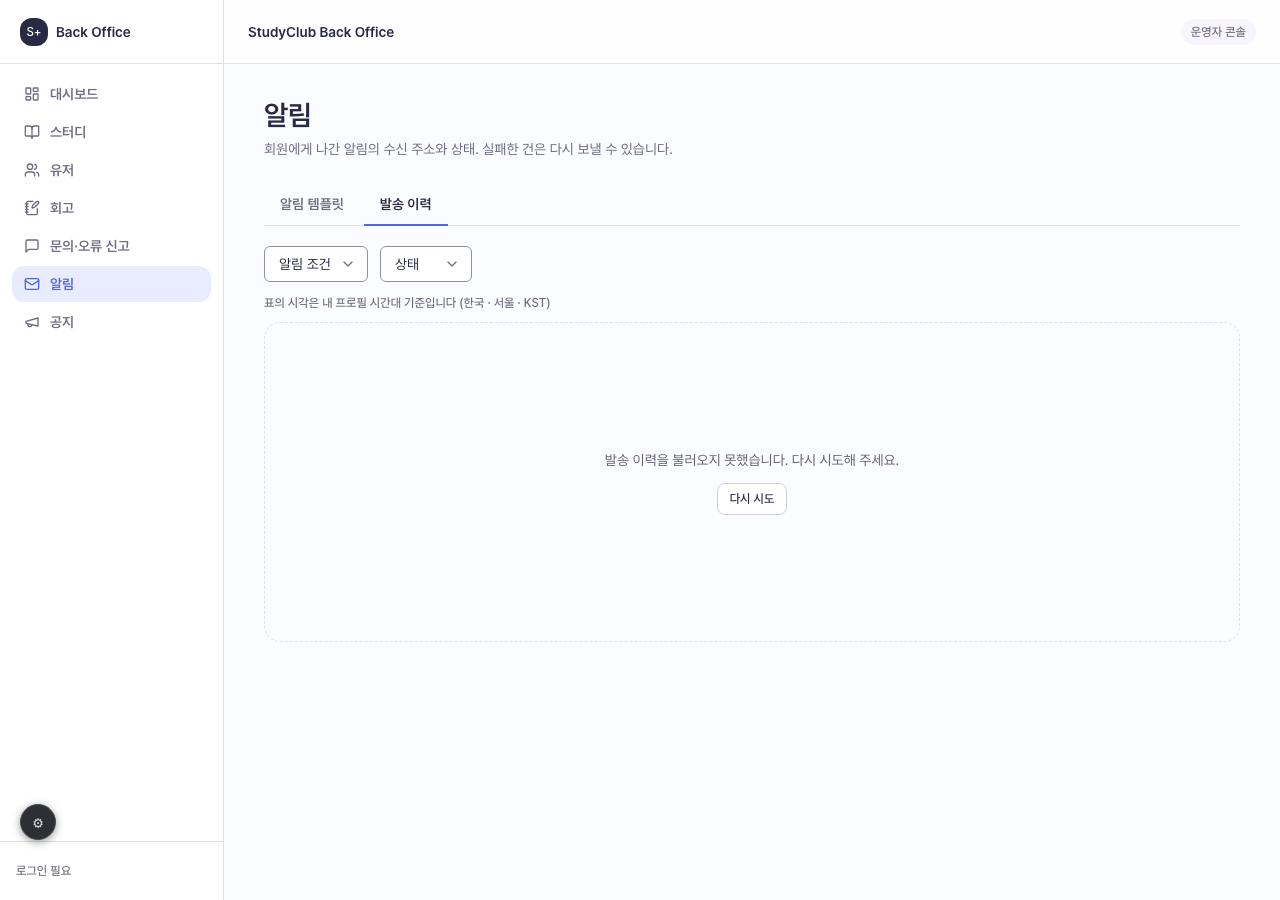 S+ Back Office
StudyClub Back Office
운영자 콘솔
대시보드
스터디
유저
회고
문의·오류 신고
알림
공지
로그인 필요
알림
회원에게 나간 알림의 수신 주소와 상태. 실패한 건은 다시 보낼 수 있습니다.
알림 템플릿 발송 이력
알림 조건 상태
표의 시각은 내 프로필 시간대 기준입니다 (한국 · 서울 · KST)
발송 이력을 불러오지 못했습니다. 다시 시도해 주세요.
다시 시도